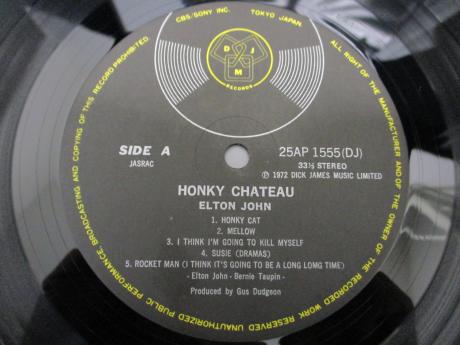 CBS/SONY INC. TOKYO JAPAN.
ALL RIGHT OF THE MANUFACTURER AND OF THE OWNER OF THE RECORDED WORK RESERVED UNAUTHORIZED PUBLIC PERFORMANCE, BROADCASTING AND COPYING OF THIS RECORD PROHIBITED
D J
M
RECORDS
SIDE A
JASRAC
25AP 1555(DJ)
33⅓ STEREO
Ⓟ 1972 DICK JAMES MUSIC LIMITED
HONKY CHATEAU
ELTON JOHN
1. HONKY CAT
2. MELLOW
3. I THINK I'M GOING TO KILL MYSELF
4. SUSIE (DRAMAS)
5. ROCKET MAN (I THINK IT'S GOING TO BE A LONG LOMG TIME)
- Elton John - Bernie Taupin -
Produced by Gus Dudgeon